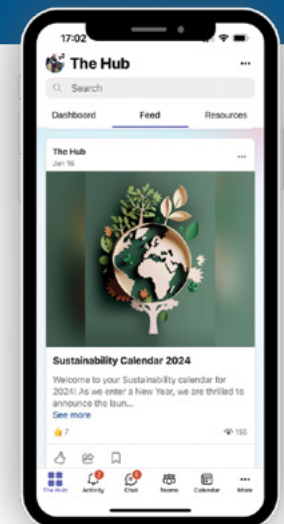 17:02
The Hub
Search
Dashboard Feed Resources
The Hub
Jan 16
Sustainability Calendar 2024
Welcome to your Sustainability calendar for
2024! As we enter a New Year, we are thrilled to
announce the laun...
See more
7 155
The Hub Activity Chat Teams Calendar More